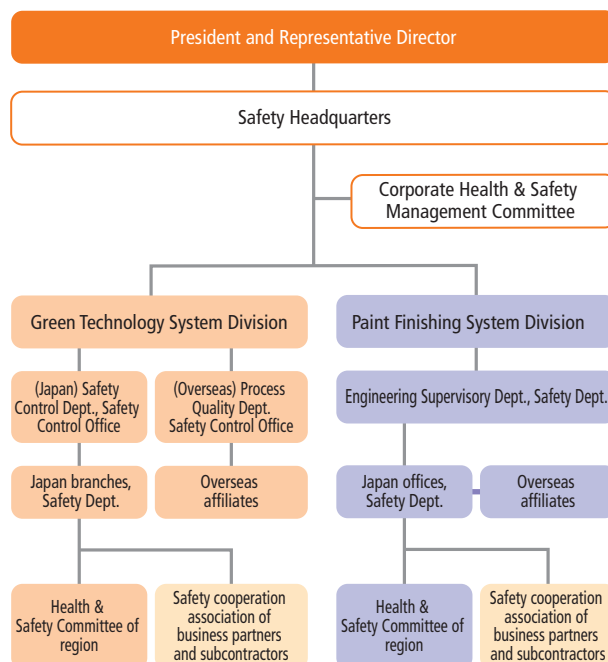 President and Representative Director
Safety Headquarters
Corporate Health & Safety
Management Committee
Green Technology System Division
Paint Finishing System Division
(Japan) Safety
Control Dept., Safety
Control Office
(Overseas) Process
Quality Dept.
Safety Control Office
Engineering Supervisory Dept., Safety Dept.
Japan branches,
Safety Dept.
Overseas
affiliates
Japan offices,
Safety Dept.
Overseas
affiliates
Health &
Safety Committee of
region
Safety cooperation
association of
business partners
and subcontractors
Health &
Safety Committee of
region
Safety cooperation
association of
business partners
and subcontractors